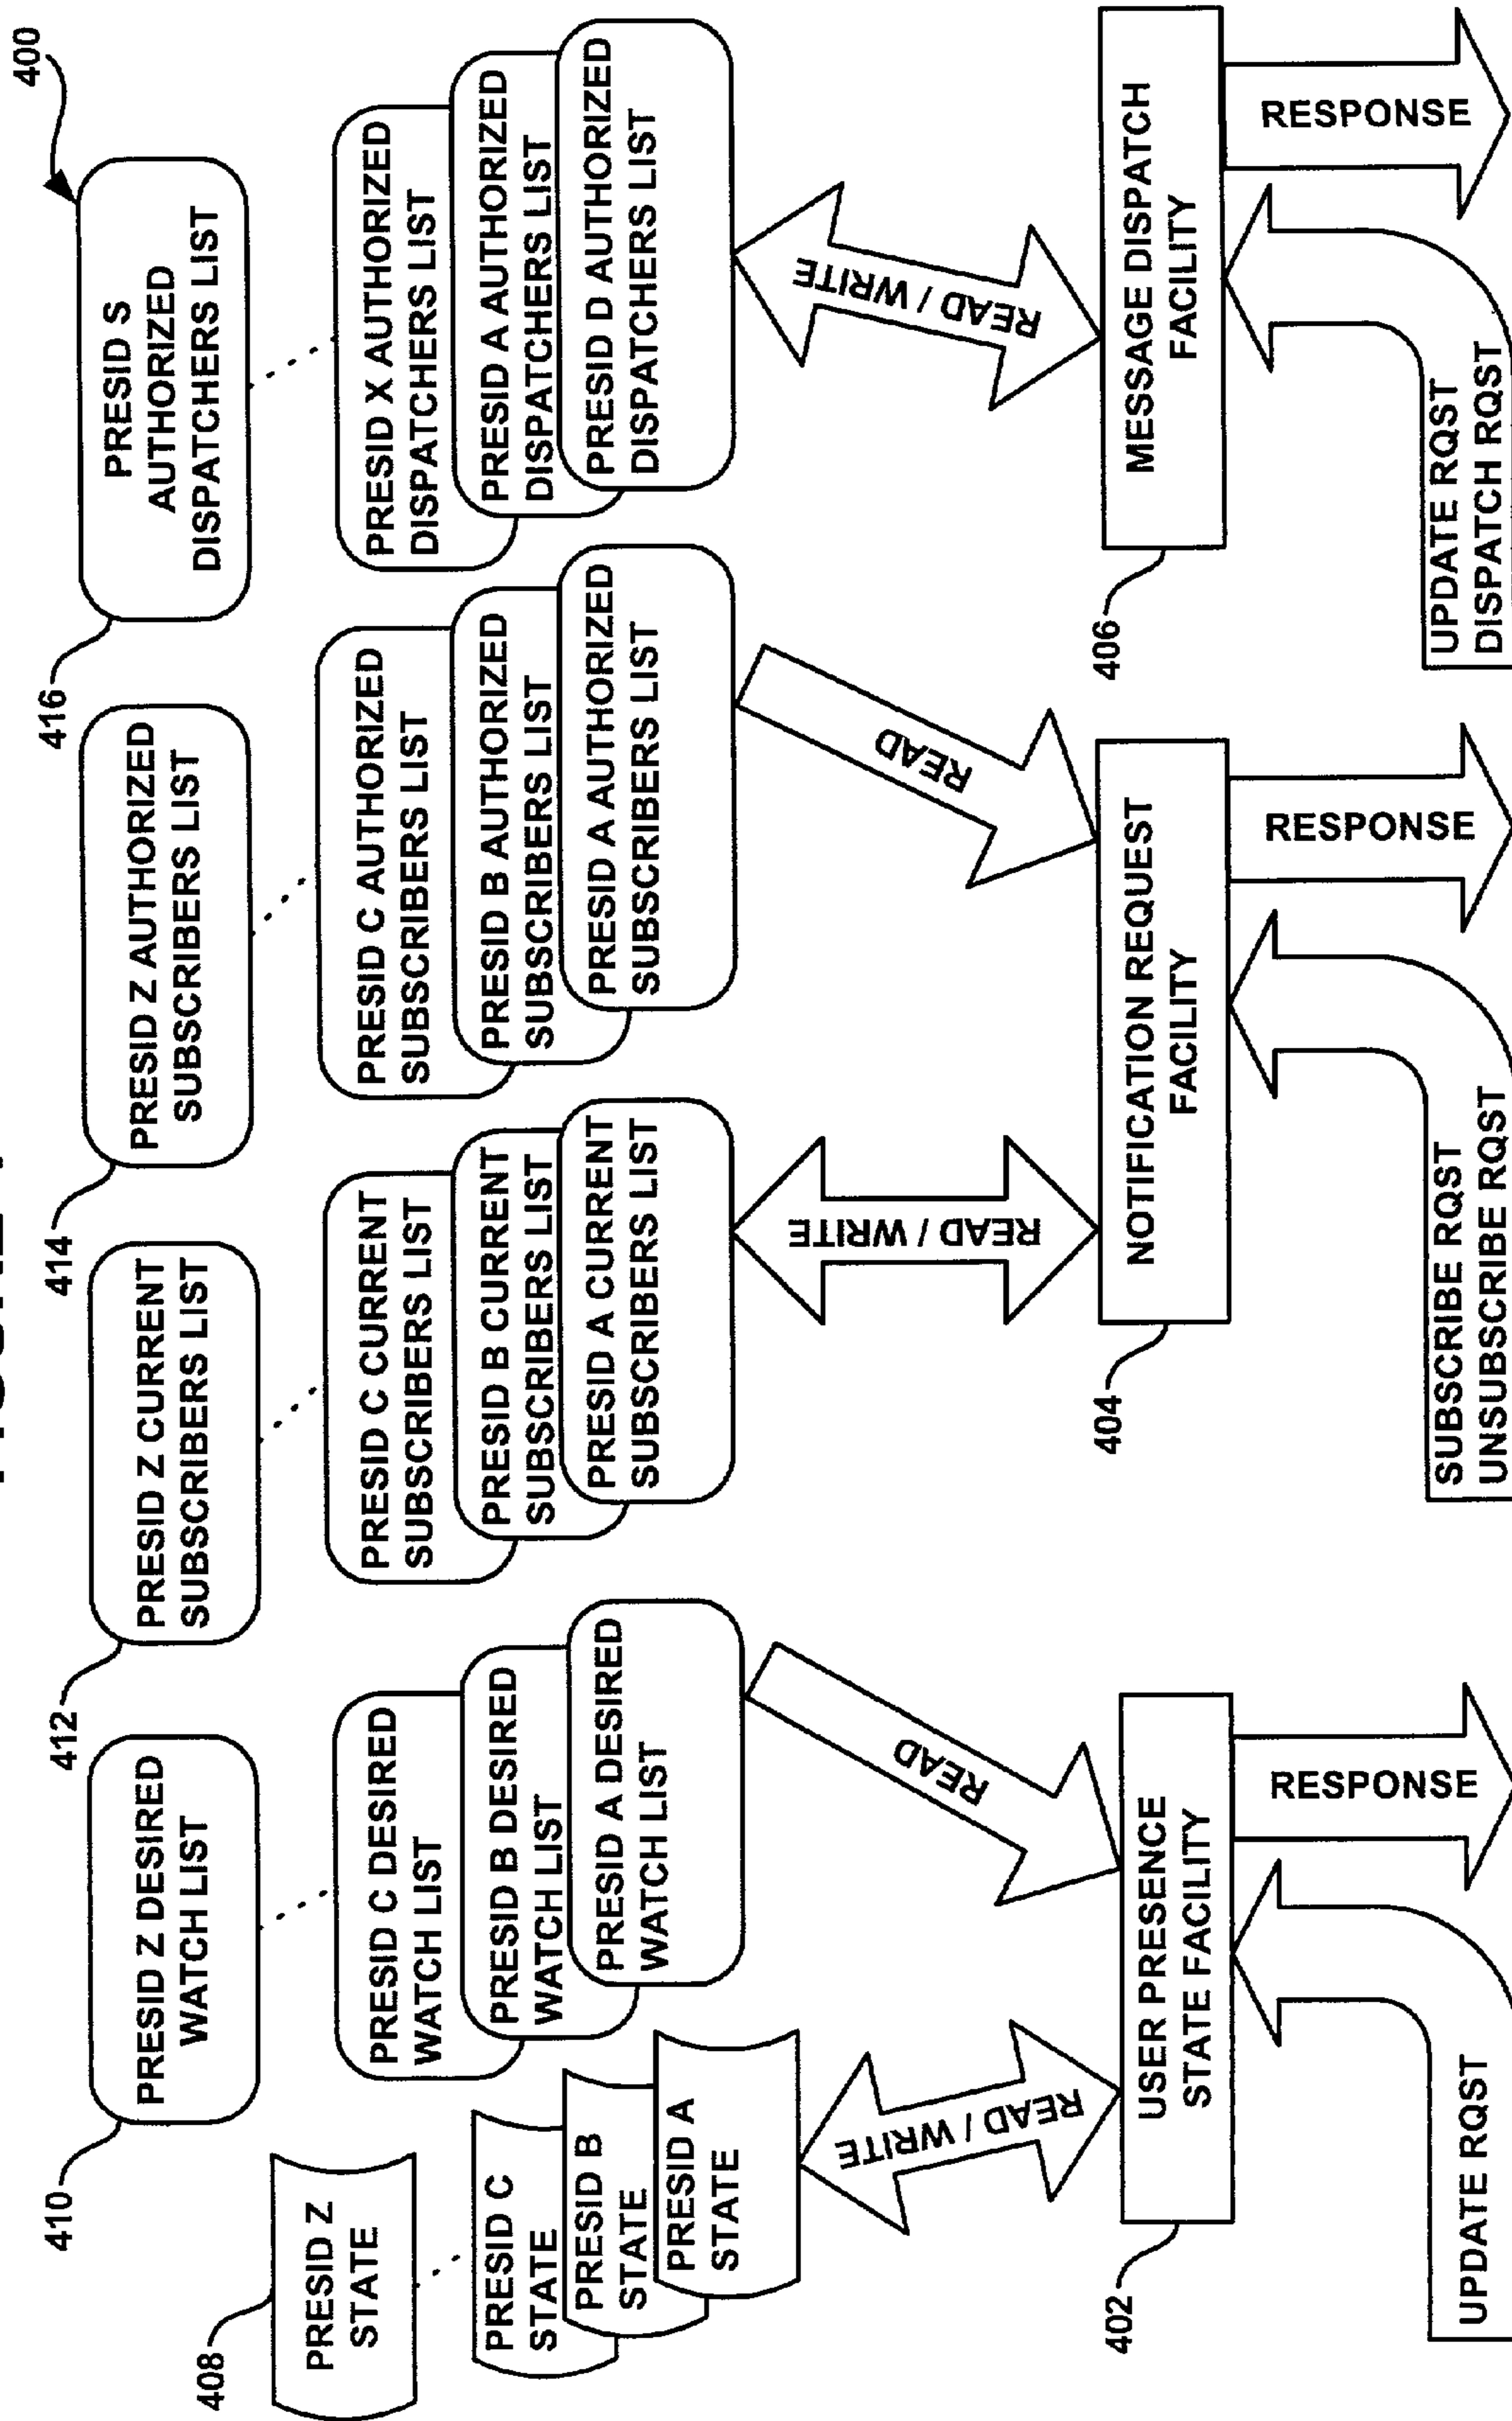 400
408
410
412
414
416
PRESID Z
STATE
PRESID Z DESIRED
WATCH LIST
PRESID Z CURRENT
SUBSCRIBERS LIST
PRESID Z AUTHORIZED
SUBSCRIBERS LIST
PRESID S
AUTHORIZED
DISPATCHERS LIST
PRESID C
STATE
PRESID B
STATE
PRESID A
STATE
PRESID C DESIRED
WATCH LIST
PRESID B DESIRED
WATCH LIST
PRESID A DESIRED
WATCH LIST
PRESID C CURRENT
SUBSCRIBERS LIST
PRESID B CURRENT
SUBSCRIBERS LIST
PRESID A CURRENT
SUBSCRIBERS LIST
PRESID C AUTHORIZED
SUBSCRIBERS LIST
PRESID B AUTHORIZED
SUBSCRIBERS LIST
PRESID A AUTHORIZED
SUBSCRIBERS LIST
PRESID X AUTHORIZED
DISPATCHERS LIST
PRESID A AUTHORIZED
DISPATCHERS LIST
PRESID D AUTHORIZED
DISPATCHERS LIST
READ / WRITE
READ
READ / WRITE
READ
READ / WRITE
402
USER PRESENCE
STATE FACILITY
404
NOTIFICATION REQUEST
FACILITY
406
MESSAGE DISPATCH
FACILITY
UPDATE RQST
RESPONSE
SUBSCRIBE RQST
UNSUBSCRIBE RQST
RESPONSE
UPDATE RQST
DISPATCH RQST
RESPONSE